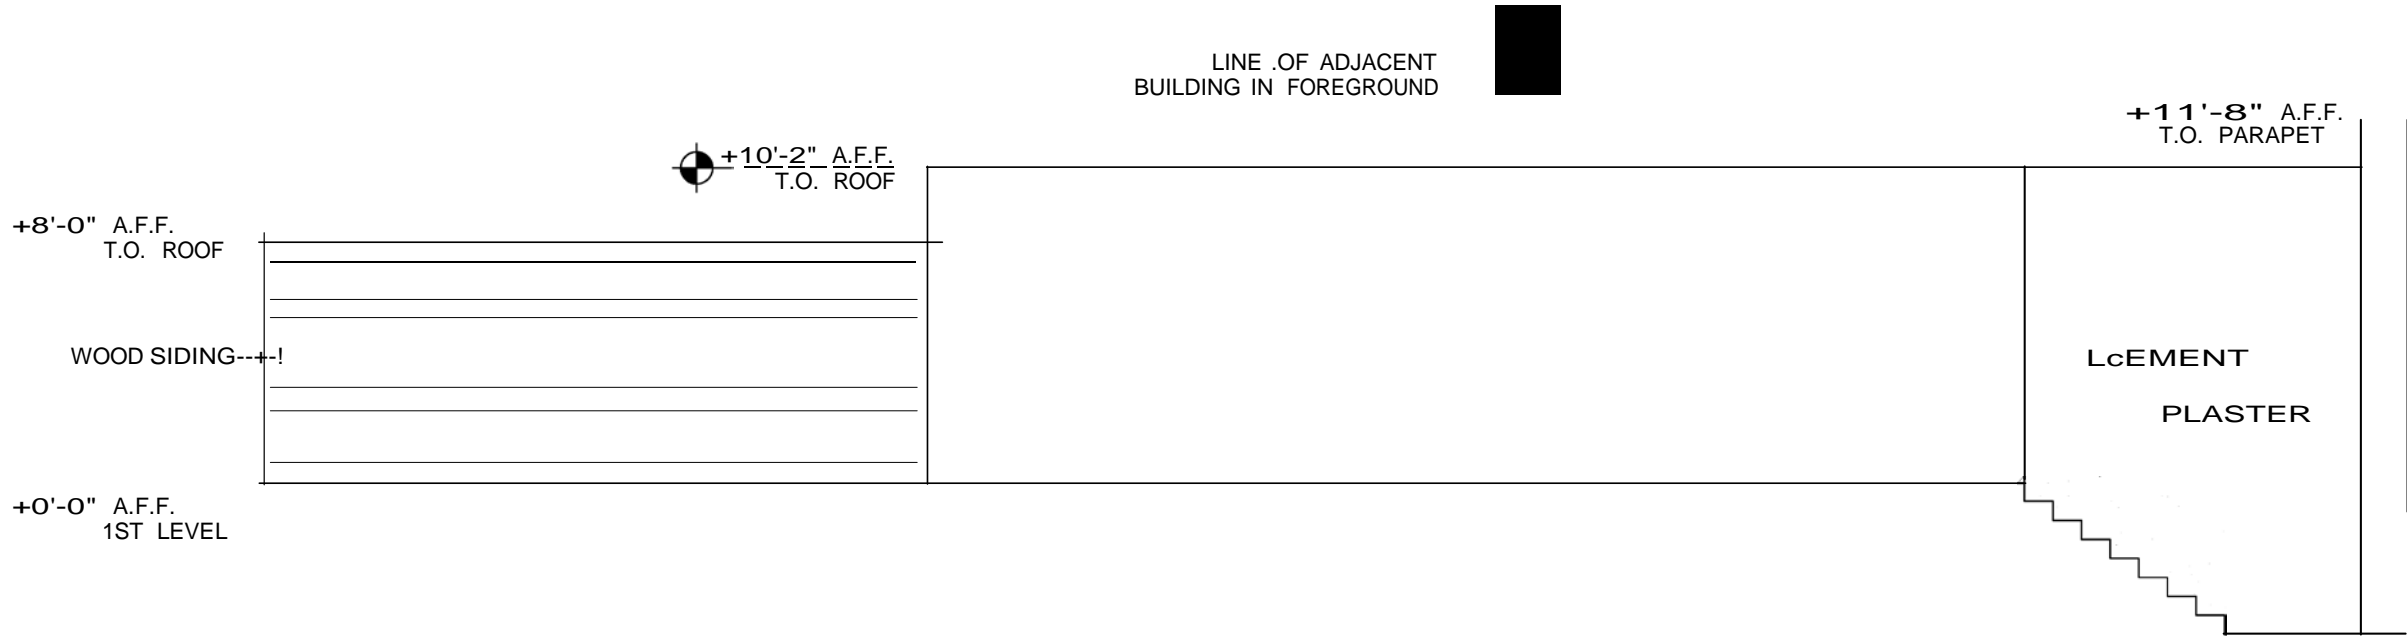 LINE .OF ADJACENT
BUILDING IN FOREGROUND
+11'-8" A.F.F.
T.O. PARAPET
+10'-2" A.F.F.
T.O. ROOF
+8'-0" A.F.F.
T.O. ROOF
WOOD SIDING--+-!
LcEMENT
PLASTER
+0'-0" A.F.F.
1ST LEVEL